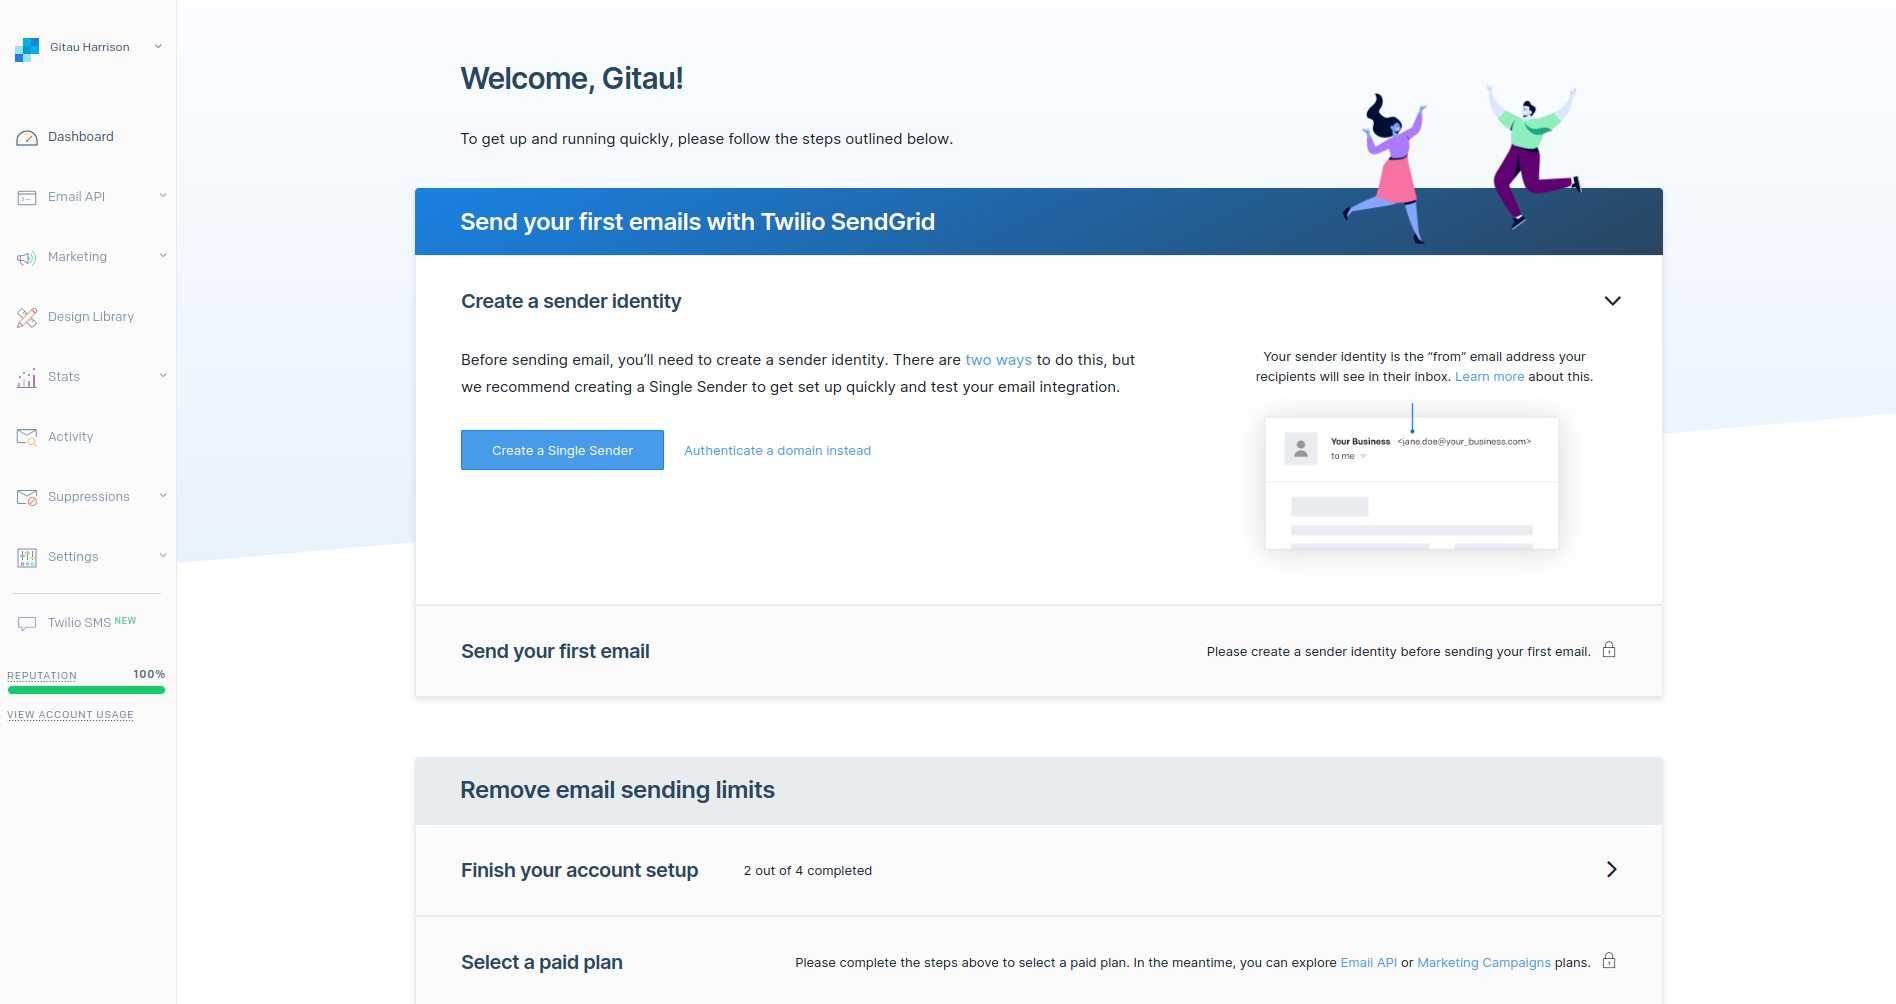 Gitau Harrison
Dashboard
Email API
Marketing
Design Library
Stats
Activity
Suppressions
Settings
Twilio SMS NEW
REPUTATION 100%
VIEW ACCOUNT USAGE
Welcome, Gitau!
To get up and running quickly, please follow the steps outlined below.
Send your first emails with Twilio SendGrid
Create a sender identity
Before sending email, you’ll need to create a sender identity. There are two ways to do this, but
we recommend creating a Single Sender to get set up quickly and test your email integration.
Create a Single Sender Authenticate a domain instead
Your sender identity is the “from” email address your
recipients will see in their inbox. Learn more about this.
Your Business <jane.doe@your_business.com>
to me
Send your first email Please create a sender identity before sending your first email.
Remove email sending limits
Finish your account setup 2 out of 4 completed
Select a paid plan Please complete the steps above to select a paid plan. In the meantime, you can explore Email API or Marketing Campaigns plans.